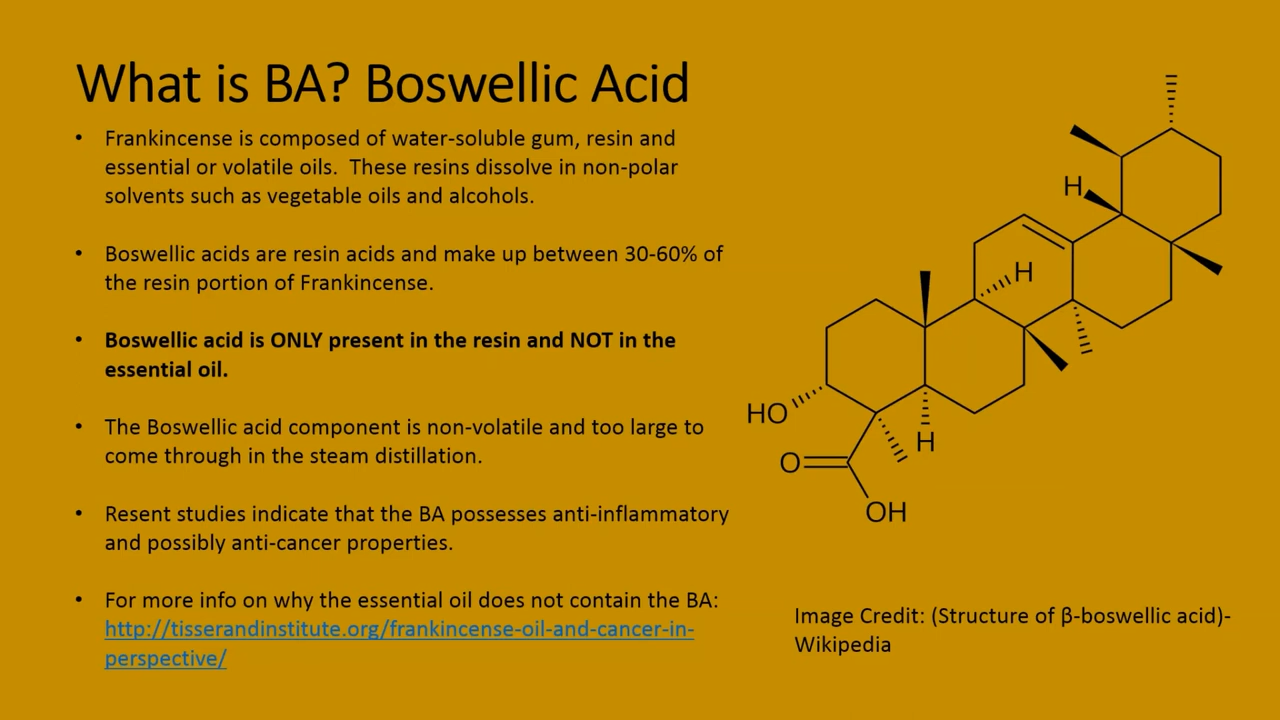 What is BA? Boswellic Acid
• Frankincense is composed of water-soluble gum, resin and
essential or volatile oils.  These resins dissolve in non-polar
solvents such as vegetable oils and alcohols.
• Boswellic acids are resin acids and make up between 30-60% of
the resin portion of Frankincense.
• Boswellic acid is ONLY present in the resin and NOT in the
essential oil.
• The Boswellic acid component is non-volatile and too large to
come through in the steam distillation.
• Resent studies indicate that the BA possesses anti-inflammatory
and possibly anti-cancer properties.
• For more info on why the essential oil does not contain the BA:
http://tisserandinstitute.org/frankincense-oil-and-cancer-in-
perspective/
H
H
HO
H
O
OH
Image Credit: (Structure of β-boswellic acid)-
Wikipedia